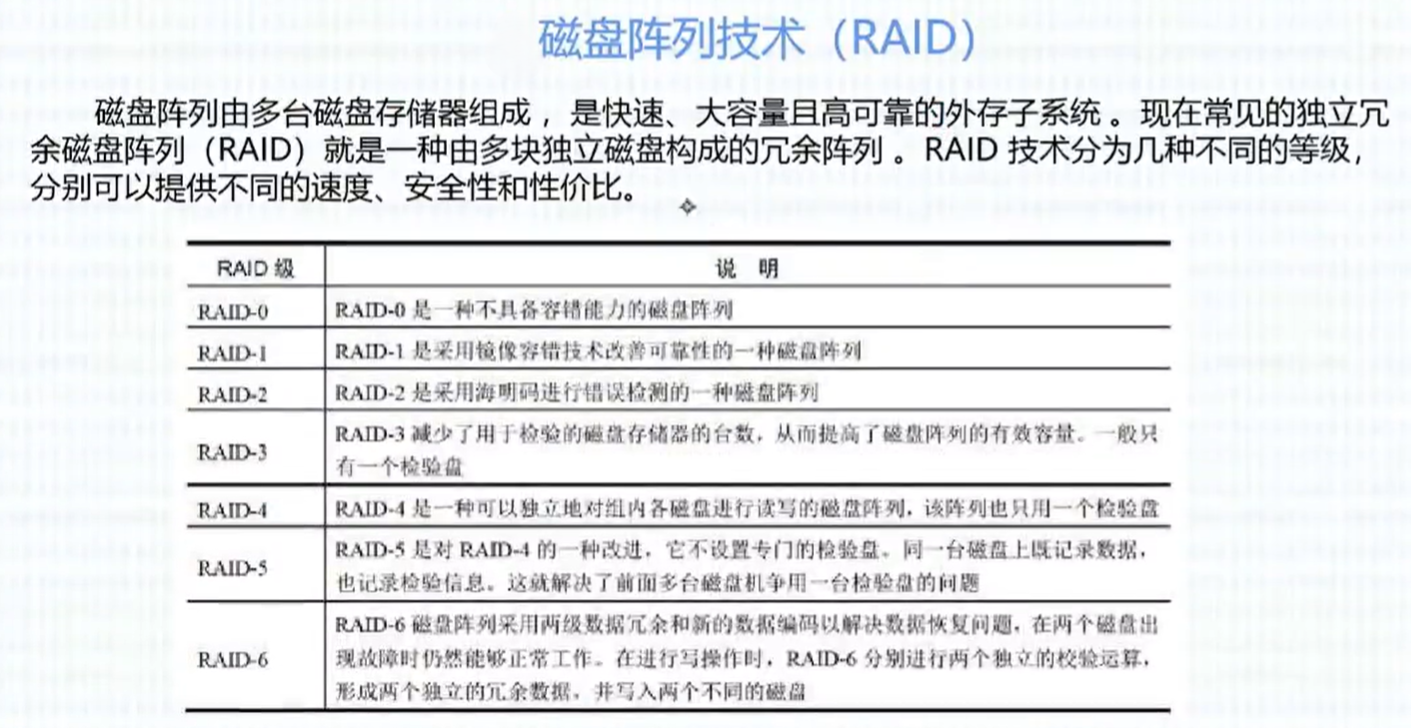 磁盘阵列技术（RAID）
磁盘阵列由多台磁盘存储器组成，是快速、大容量且高可靠的外存子系统。现在常见的独立冗
余磁盘阵列（RAID）就是一种由多块独立磁盘构成的冗余阵列。RAID 技术分为几种不同的等级，
分别可以提供不同的速度、安全性和性价比。
RAID 级 说 明
RAID-0 RAID-0 是一种不具备容错能力的磁盘阵列
RAID-1 RAID-1 是采用镜像容错技术改善可靠性的一种磁盘阵列
RAID-2 RAID-2 是采用海明码进行错误检测的一种磁盘阵列
RAID-3 RAID-3 减少了用于检验的磁盘存储器的台数，从而提高了磁盘阵列的有效容量。一般只
有一个检验盘
RAID-4 RAID-4 是一种可以独立地对组内各磁盘进行读写的磁盘阵列，该阵列也只用一个检验盘
RAID-5 RAID-5 是对 RAID-4 的一种改进，它不设置专门的检验盘。同一台磁盘上既记录数据，
也记录检验信息。这就解决了前面多台磁盘机争用一台检验盘的问题
RAID-6 RAID-6 磁盘阵列采用两级数据冗余和新的数据编码以解决数据恢复问题，在两个磁盘出
现故障时仍然能够正常工作。在进行写操作时，RAID-6 分别进行两个独立的校验运算，
形成两个独立的冗余数据，并写入两个不同的磁盘